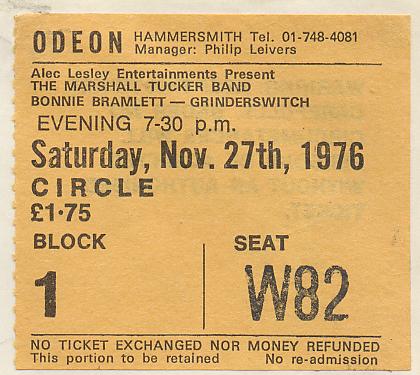 ODEON HAMMERSMITH Tel. 01-748-4081
Manager: Philip Leivers
Alec Lesley Entertainments Present
THE MARSHALL TUCKER BAND
BONNIE BRAMLETT — GRINDERSWITCH
EVENING 7-30 p.m.
Saturday, Nov. 27th, 1976
CIRCLE
£1·75
BLOCK SEAT
1 W82
NO TICKET EXCHANGED NOR MONEY REFUNDED
This portion to be retained No re-admission